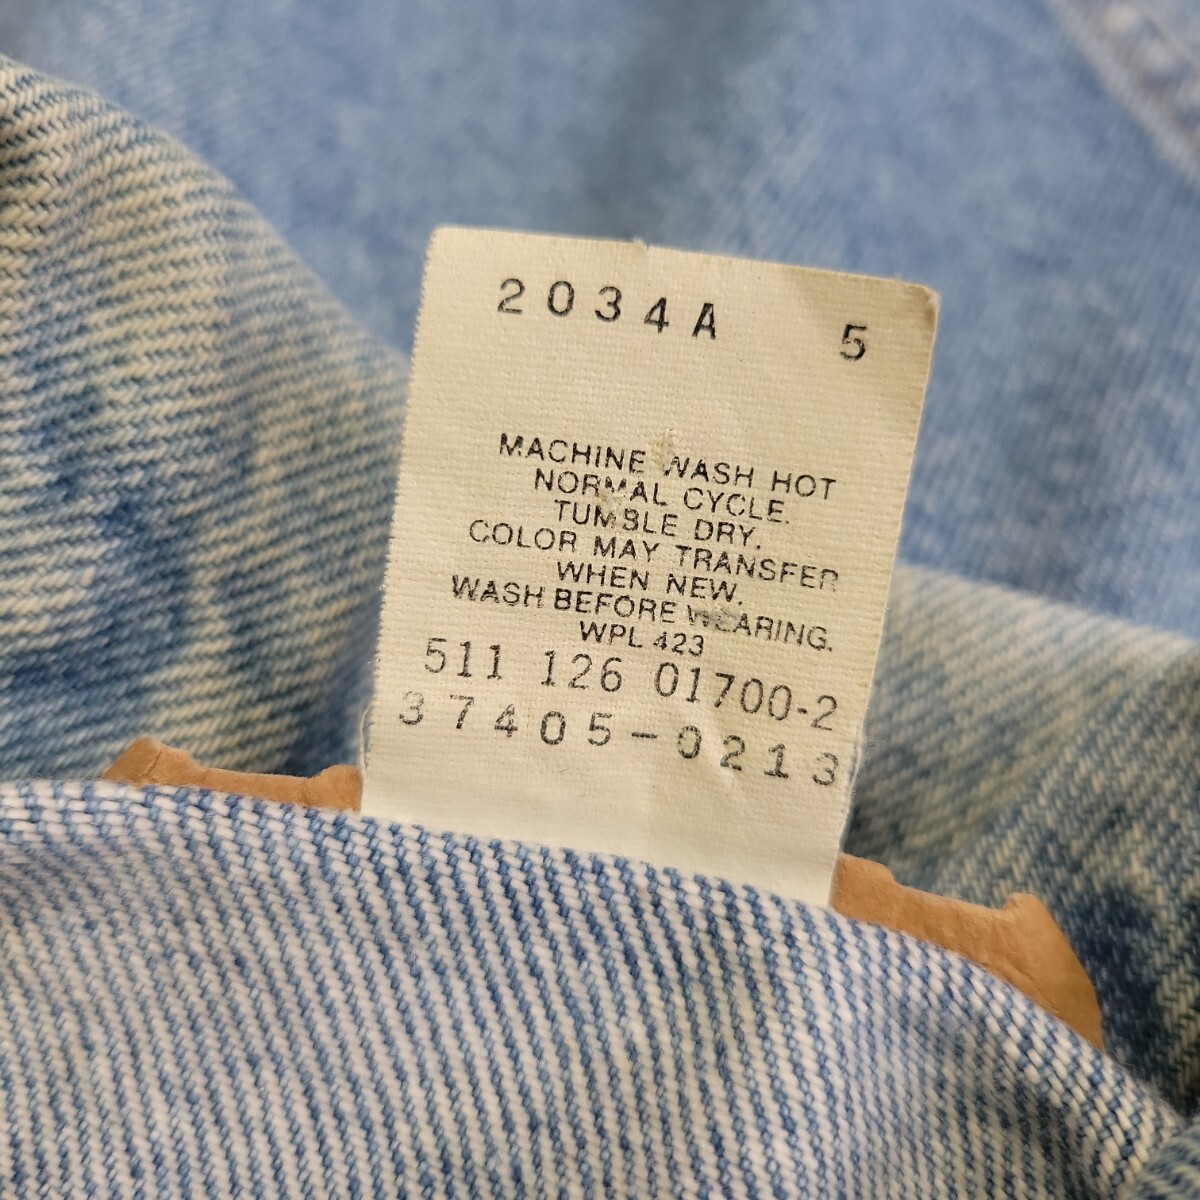 2034A 5
MACHINE WASH HOT
NORMAL CYCLE.
TUMBLE DRY.
COLOR MAY TRANSFER
WHEN NEW.
WASH BEFORE WEARING.
WPL 423
511 126 01700-2
37405-0213